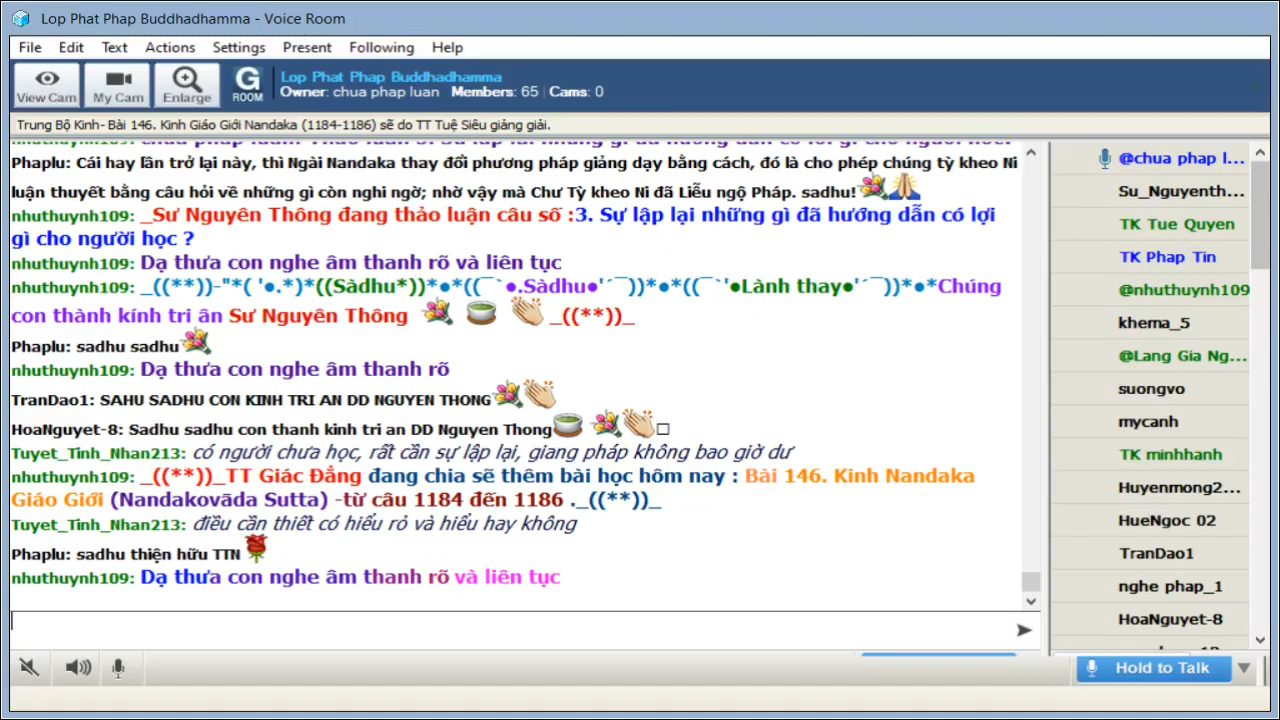 Lop Phat Phap Buddhadhamma - Voice Room
File Edit Text Actions Settings Present Following Help
View Cam My Cam Enlarge G ROOM
Lop Phat Phap Buddhadhamma
Owner: chua phap luan Members: 65 Cams: 0
Trung Bộ Kinh- Bài 146. Kinh Giáo Giới Nandaka (1184-1186) sẽ do TT Tuệ Siêu giảng giải.
Phaplu: Cái hay lần trở lại này, thì Ngài Nandaka thay đổi phương pháp giảng dạy bằng cách, đó là cho phép chúng tỳ kheo Ni
luận thuyết bằng câu hỏi về những gì còn nghi ngờ; nhờ vậy mà Chư Tỳ kheo Ni đã Liễu ngộ Pháp. sadhu!
nhuthuynh109: _Sư Nguyên Thông đang thảo luận câu số :3. Sự lập lại những gì đã hướng dẫn có lợi
gì cho người học ?
nhuthuynh109: Dạ thưa con nghe âm thanh rõ và liên tục
nhuthuynh109: _((**))-"*( '●.*)*((Sàdhu*))*●*((¯`●.Sàdhu●'´¯))*●*((¯`'●Lành thay●'´¯))*●*Chúng
con thành kính tri ân Sư Nguyên Thông _((**))_
Phaplu: sadhu sadhu
nhuthuynh109: Dạ thưa con nghe âm thanh rõ
TranDao1: SAHU SADHU CON KINH TRI AN DD NGUYEN THONG
HoaNguyet-8: Sadhu sadhu con thanh kinh tri an DD Nguyen Thong□
Tuyet_Tinh_Nhan213: có người chưa học, rất cần sự lập lại, giang pháp không bao giờ dư
nhuthuynh109: _((**))_TT Giác Đẳng đang chia sẽ thêm bài học hôm nay : Bài 146. Kinh Nandaka
Giáo Giới (Nandakovāda Sutta) -từ câu 1184 đến 1186 ._((**))_
Tuyet_Tinh_Nhan213: điều cần thiết có hiểu rỏ và hiểu hay không
Phaplu: sadhu thiện hữu TTN
nhuthuynh109: Dạ thưa con nghe âm thanh rõ và liên tục
@chua phap l...
Su_Nguyenth...
TK Tue Quyen
TK Phap Tin
@nhuthuynh109
khema_5
@Lang Gia Ng...
suongvo
mycanh
TK minhhanh
Huyenmong2...
HueNgoc 02
TranDao1
nghe phap_1
HoaNguyet-8
Hold to Talk